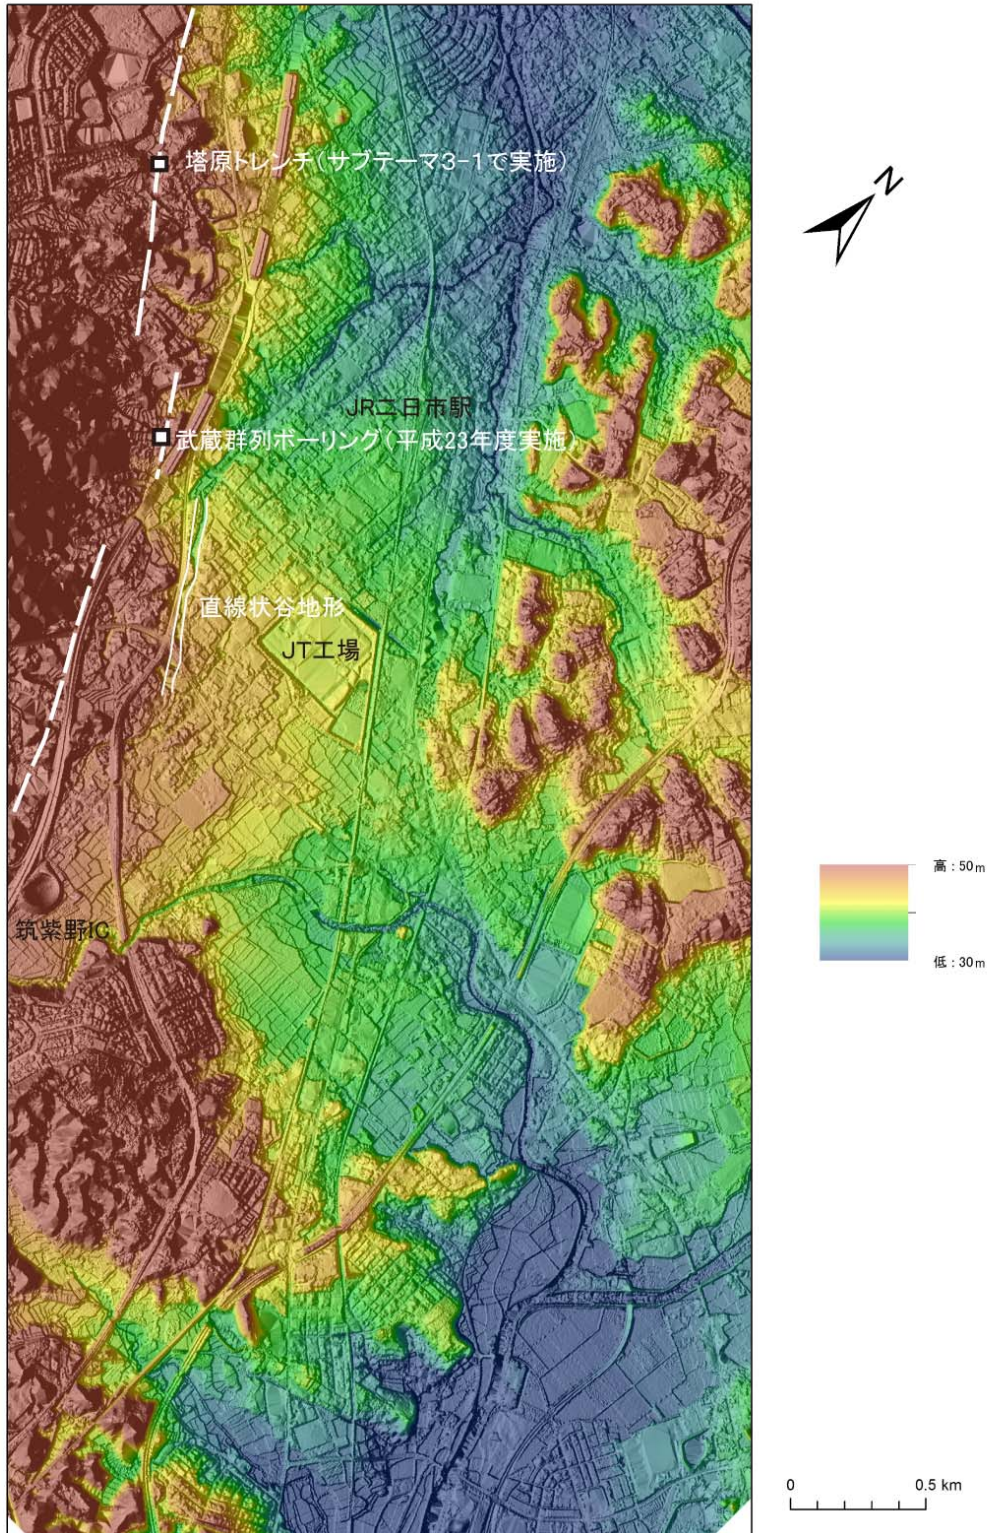 塔原トレンチ(サブテーマ3-1で実施)
N
JR二日市駅
武蔵群列ボーリング(平成23年度実施)
直線状谷地形
JT工場
筑紫野IC
高:50m
低:30m
0 0.5 km